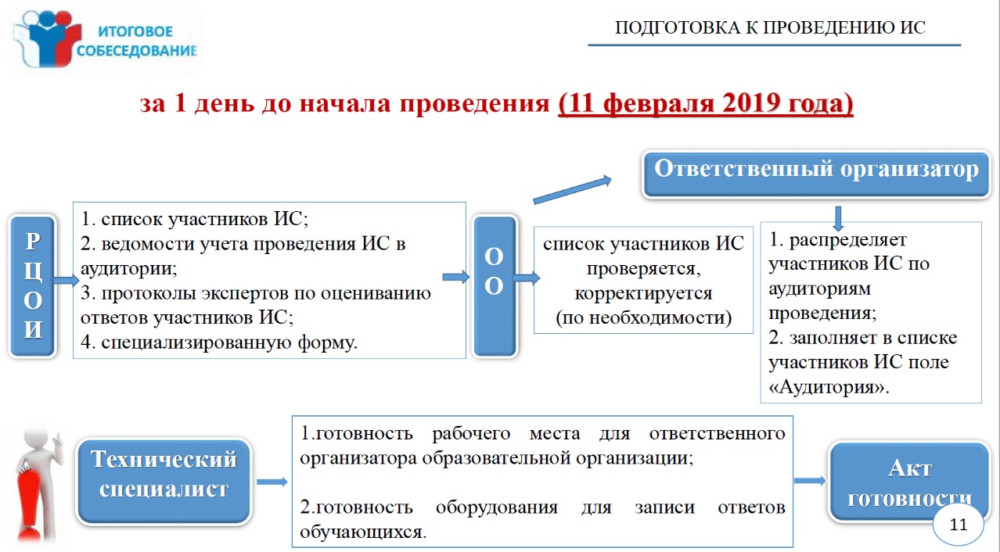 ИТОГОВОЕ
СОБЕСЕДОВАНИЕ
ПОДГОТОВКА К ПРОВЕДЕНИЮ ИС
за 1 день до начала проведения (11 февраля 2019 года)
Ответственный организатор
Р
Ц
О
И
1. список участников ИС;
2. ведомости учета проведения ИС в
аудитории;
3. протоколы экспертов по оцениванию
ответов участников ИС;
4. специализированную форму.
О
О
список участников ИС
проверяется,
корректируется
(по необходимости)
1. распределяет
участников ИС по
аудиториям
проведения;
2. заполняет в списке
участников ИС поле
«Аудитория».
Технический
специалист
1.готовность рабочего места для ответственного
организатора образовательной организации;
2.готовность оборудования для записи ответов
обучающихся.
Акт
готовности
11